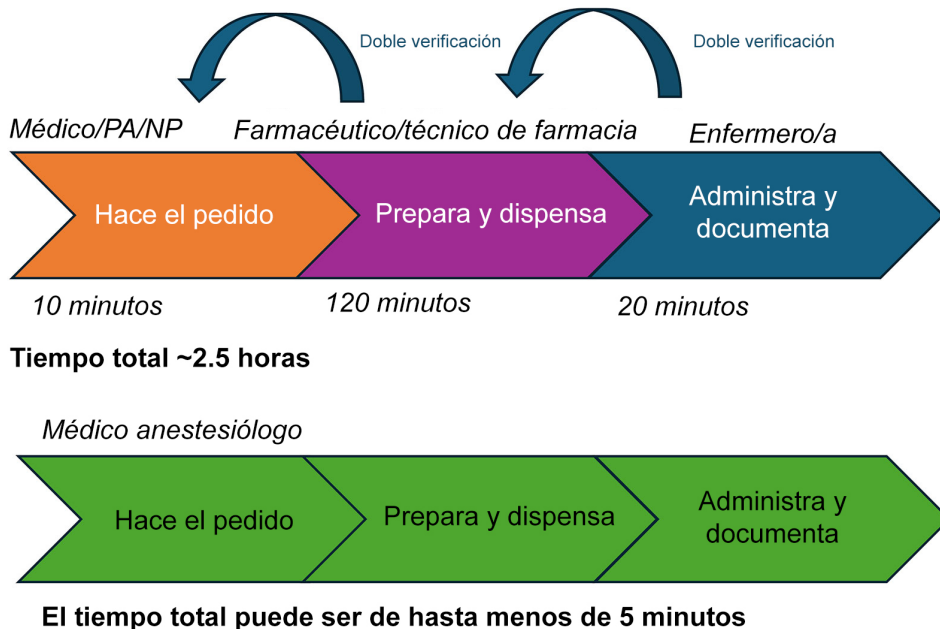 Doble verificación
Doble verificación
Médico/PA/NP
Farmacéutico/técnico de farmacia
Enfermero/a
Hace el pedido
Prepara y dispensa
Administra y
documenta
10 minutos
120 minutos
20 minutos
Tiempo total ~2.5 horas
Médico anestesiólogo
Hace el pedido
Prepara y dispensa
Administra y
documenta
El tiempo total puede ser de hasta menos de 5 minutos